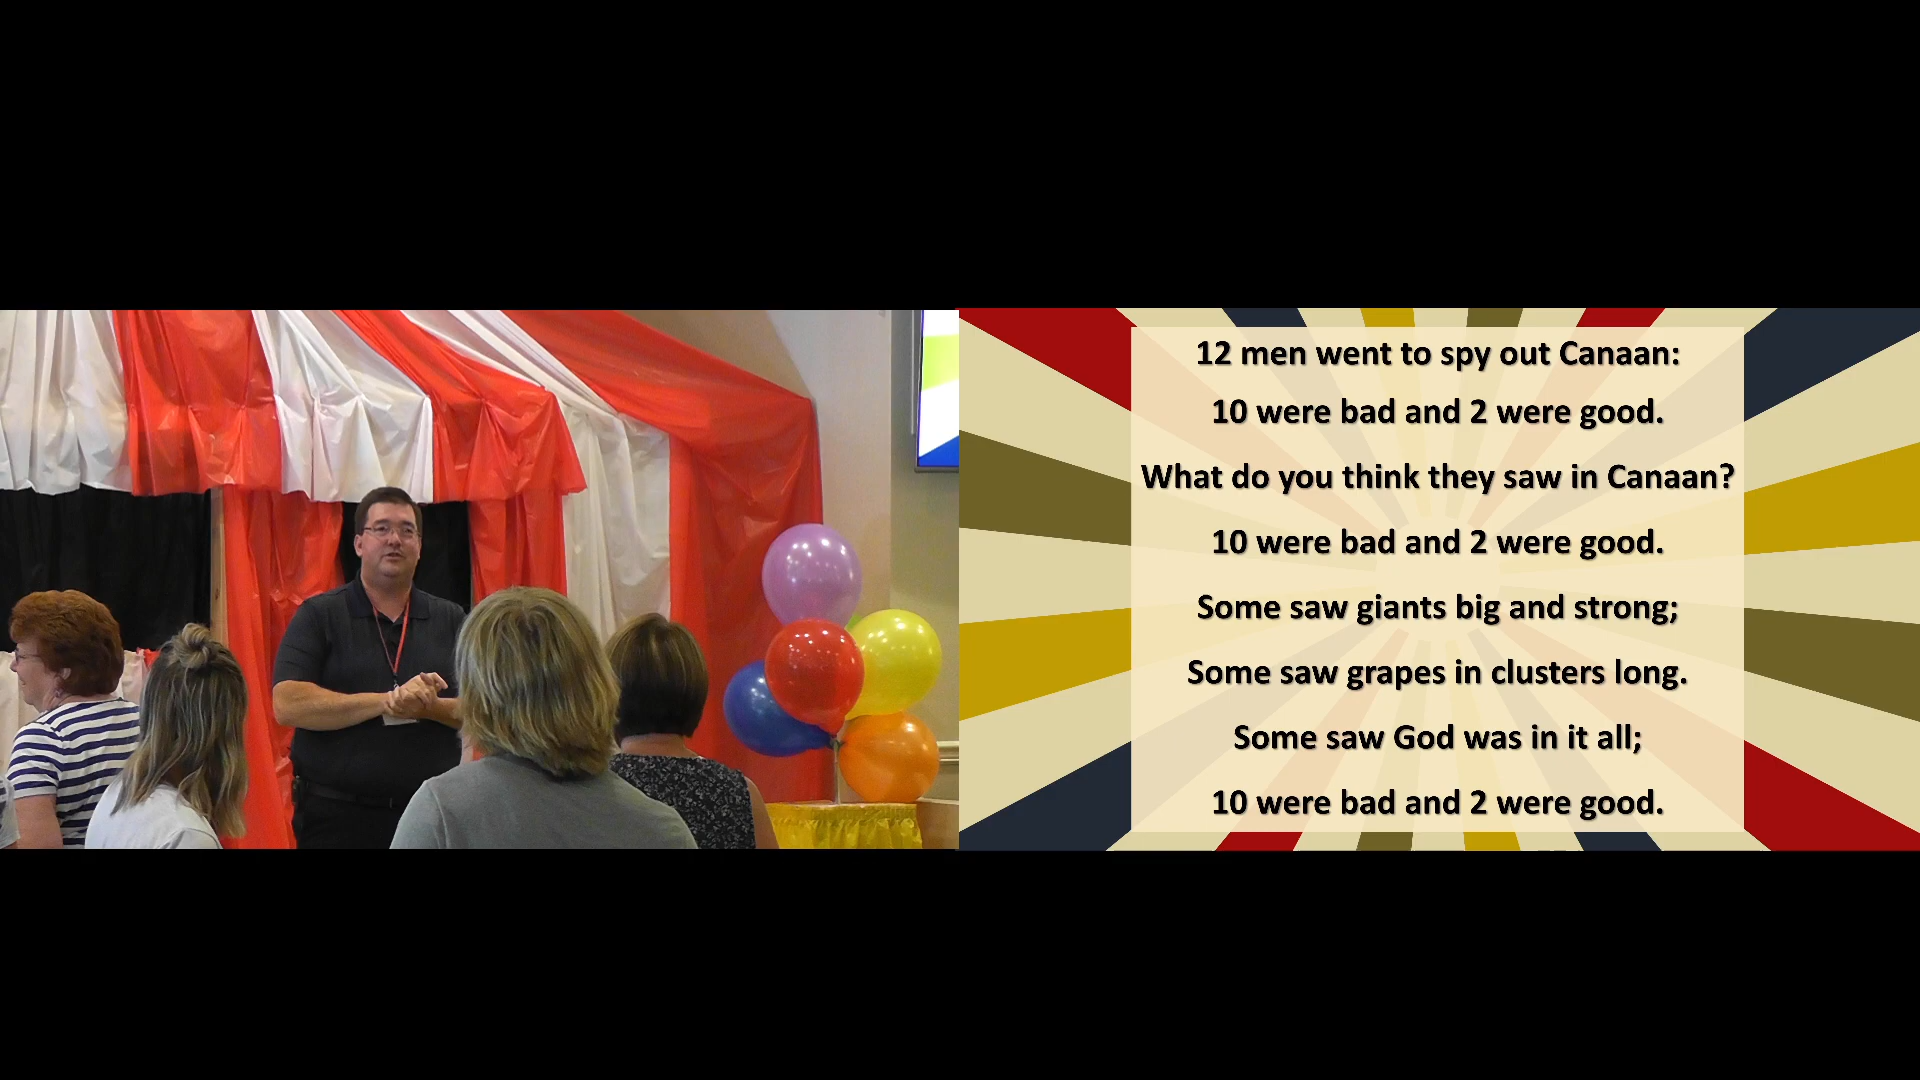 12 men went to spy out Canaan:
10 were bad and 2 were good.
What do you think they saw in Canaan?
10 were bad and 2 were good.
Some saw giants big and strong;
Some saw grapes in clusters long.
Some saw God was in it all;
10 were bad and 2 were good.